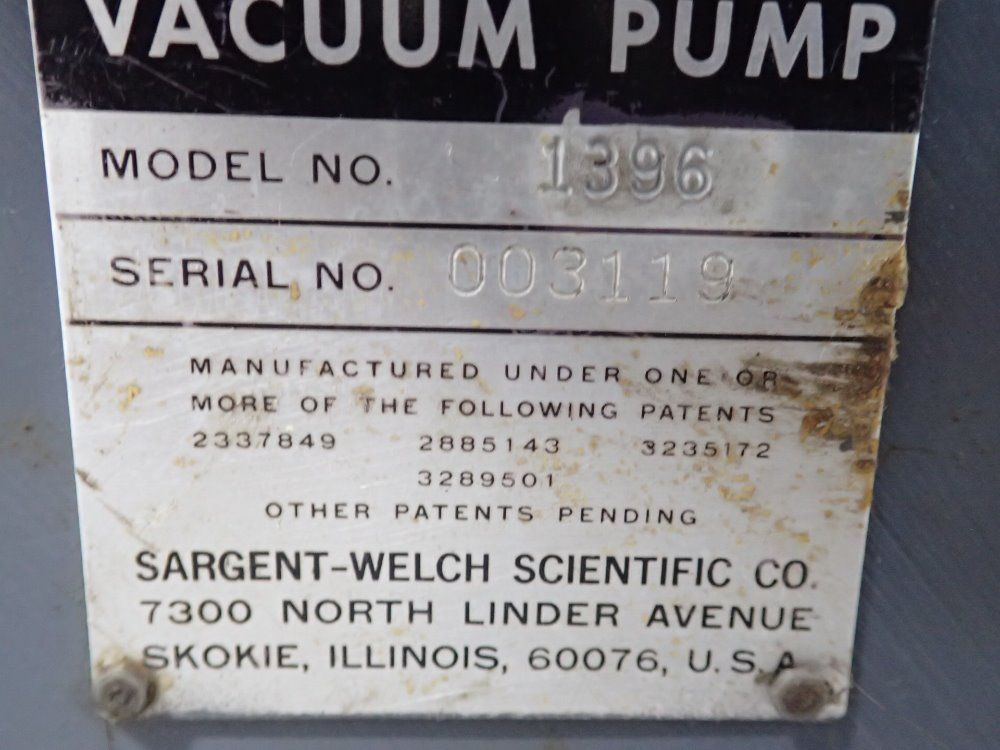 VACUUM PUMP
MODEL NO. 1396
SERIAL NO. 003119
MANUFACTURED UNDER ONE OR
MORE OF THE FOLLOWING PATENTS
2337849 2885143 3235172
3289501
OTHER PATENTS PENDING
SARGENT-WELCH SCIENTIFIC CO.
7300 NORTH LINDER AVENUE
SKOKIE, ILLINOIS, 60076, U.S.A